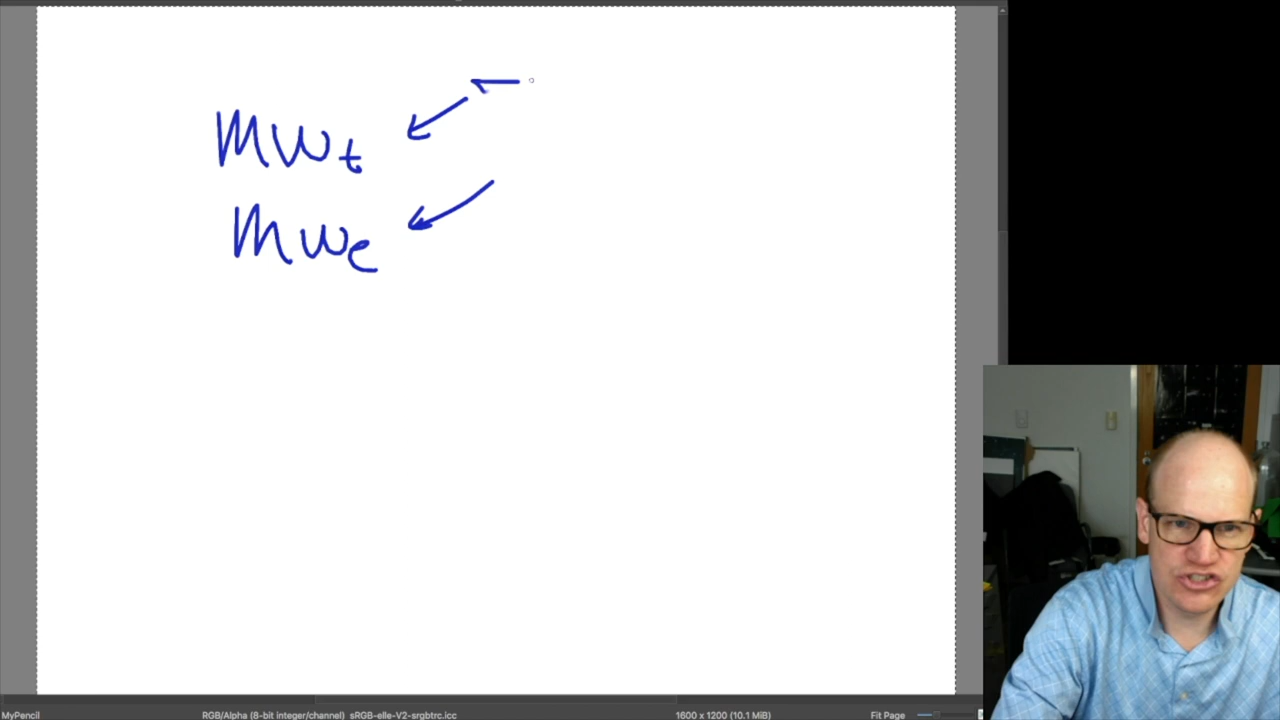 MWt
MWe
MyPencil
RGB/Alpha (8-bit integer/channel) sRGB-elle-V2-srgbtrc.icc
1600 x 1200 (10.1 MiB)
Fit Page